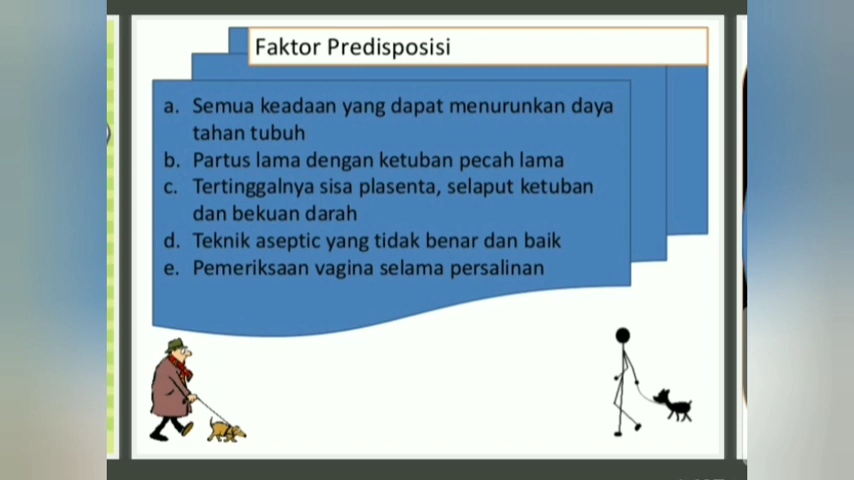 Faktor Predisposisi
a. Semua keadaan yang dapat menurunkan daya
tahan tubuh
b. Partus lama dengan ketuban pecah lama
c. Tertinggalnya sisa plasenta, selaput ketuban
dan bekuan darah
d. Teknik aseptic yang tidak benar dan baik
e. Pemeriksaan vagina selama persalinan